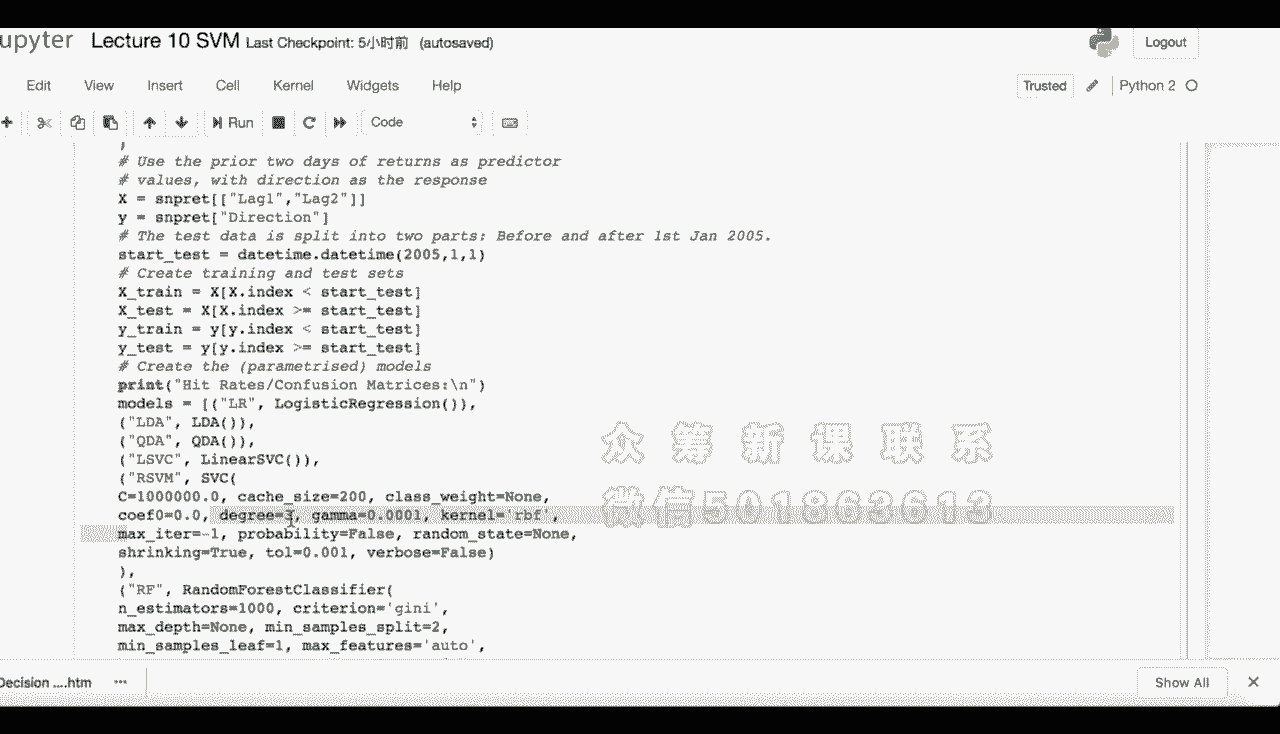 upyter Lecture 10 SVM Last Checkpoint: 5小时前 (autosaved) Logout
Edit View Insert Cell Kernel Widgets Help Trusted Python 2
Run Code
)
# Use the prior two days of returns as predictor
# values, with direction as the response
X = snpret[["Lag1","Lag2"]]
y = snpret["Direction"]
# The test data is split into two parts: Before and after 1st Jan 2005.
start_test = datetime.datetime(2005,1,1)
# Create training and test sets
X_train = X[X.index < start_test]
X_test = X[X.index >= start_test]
y_train = y[y.index < start_test]
y_test = y[y.index >= start_test]
# Create the (parametrised) models
print("Hit Rates/Confusion Matrices:\n")
models = [("LR", LogisticRegression()),
("LDA", LDA()),
("QDA", QDA()),
("LSVC", LinearSVC()),
("RSVM", SVC(
C=1000000.0, cache_size=200, class_weight=None,
coef0=0.0, degree=3, gamma=0.0001, kernel='rbf',
max_iter=-1, probability=False, random_state=None,
shrinking=True, tol=0.001, verbose=False)
),
("RF", RandomForestClassifier(
n_estimators=1000, criterion='gini',
max_depth=None, min_samples_split=2,
min_samples_leaf=1, max_features='auto',
众筹新课联系
微信501863613
Decision ....htm ... Show All